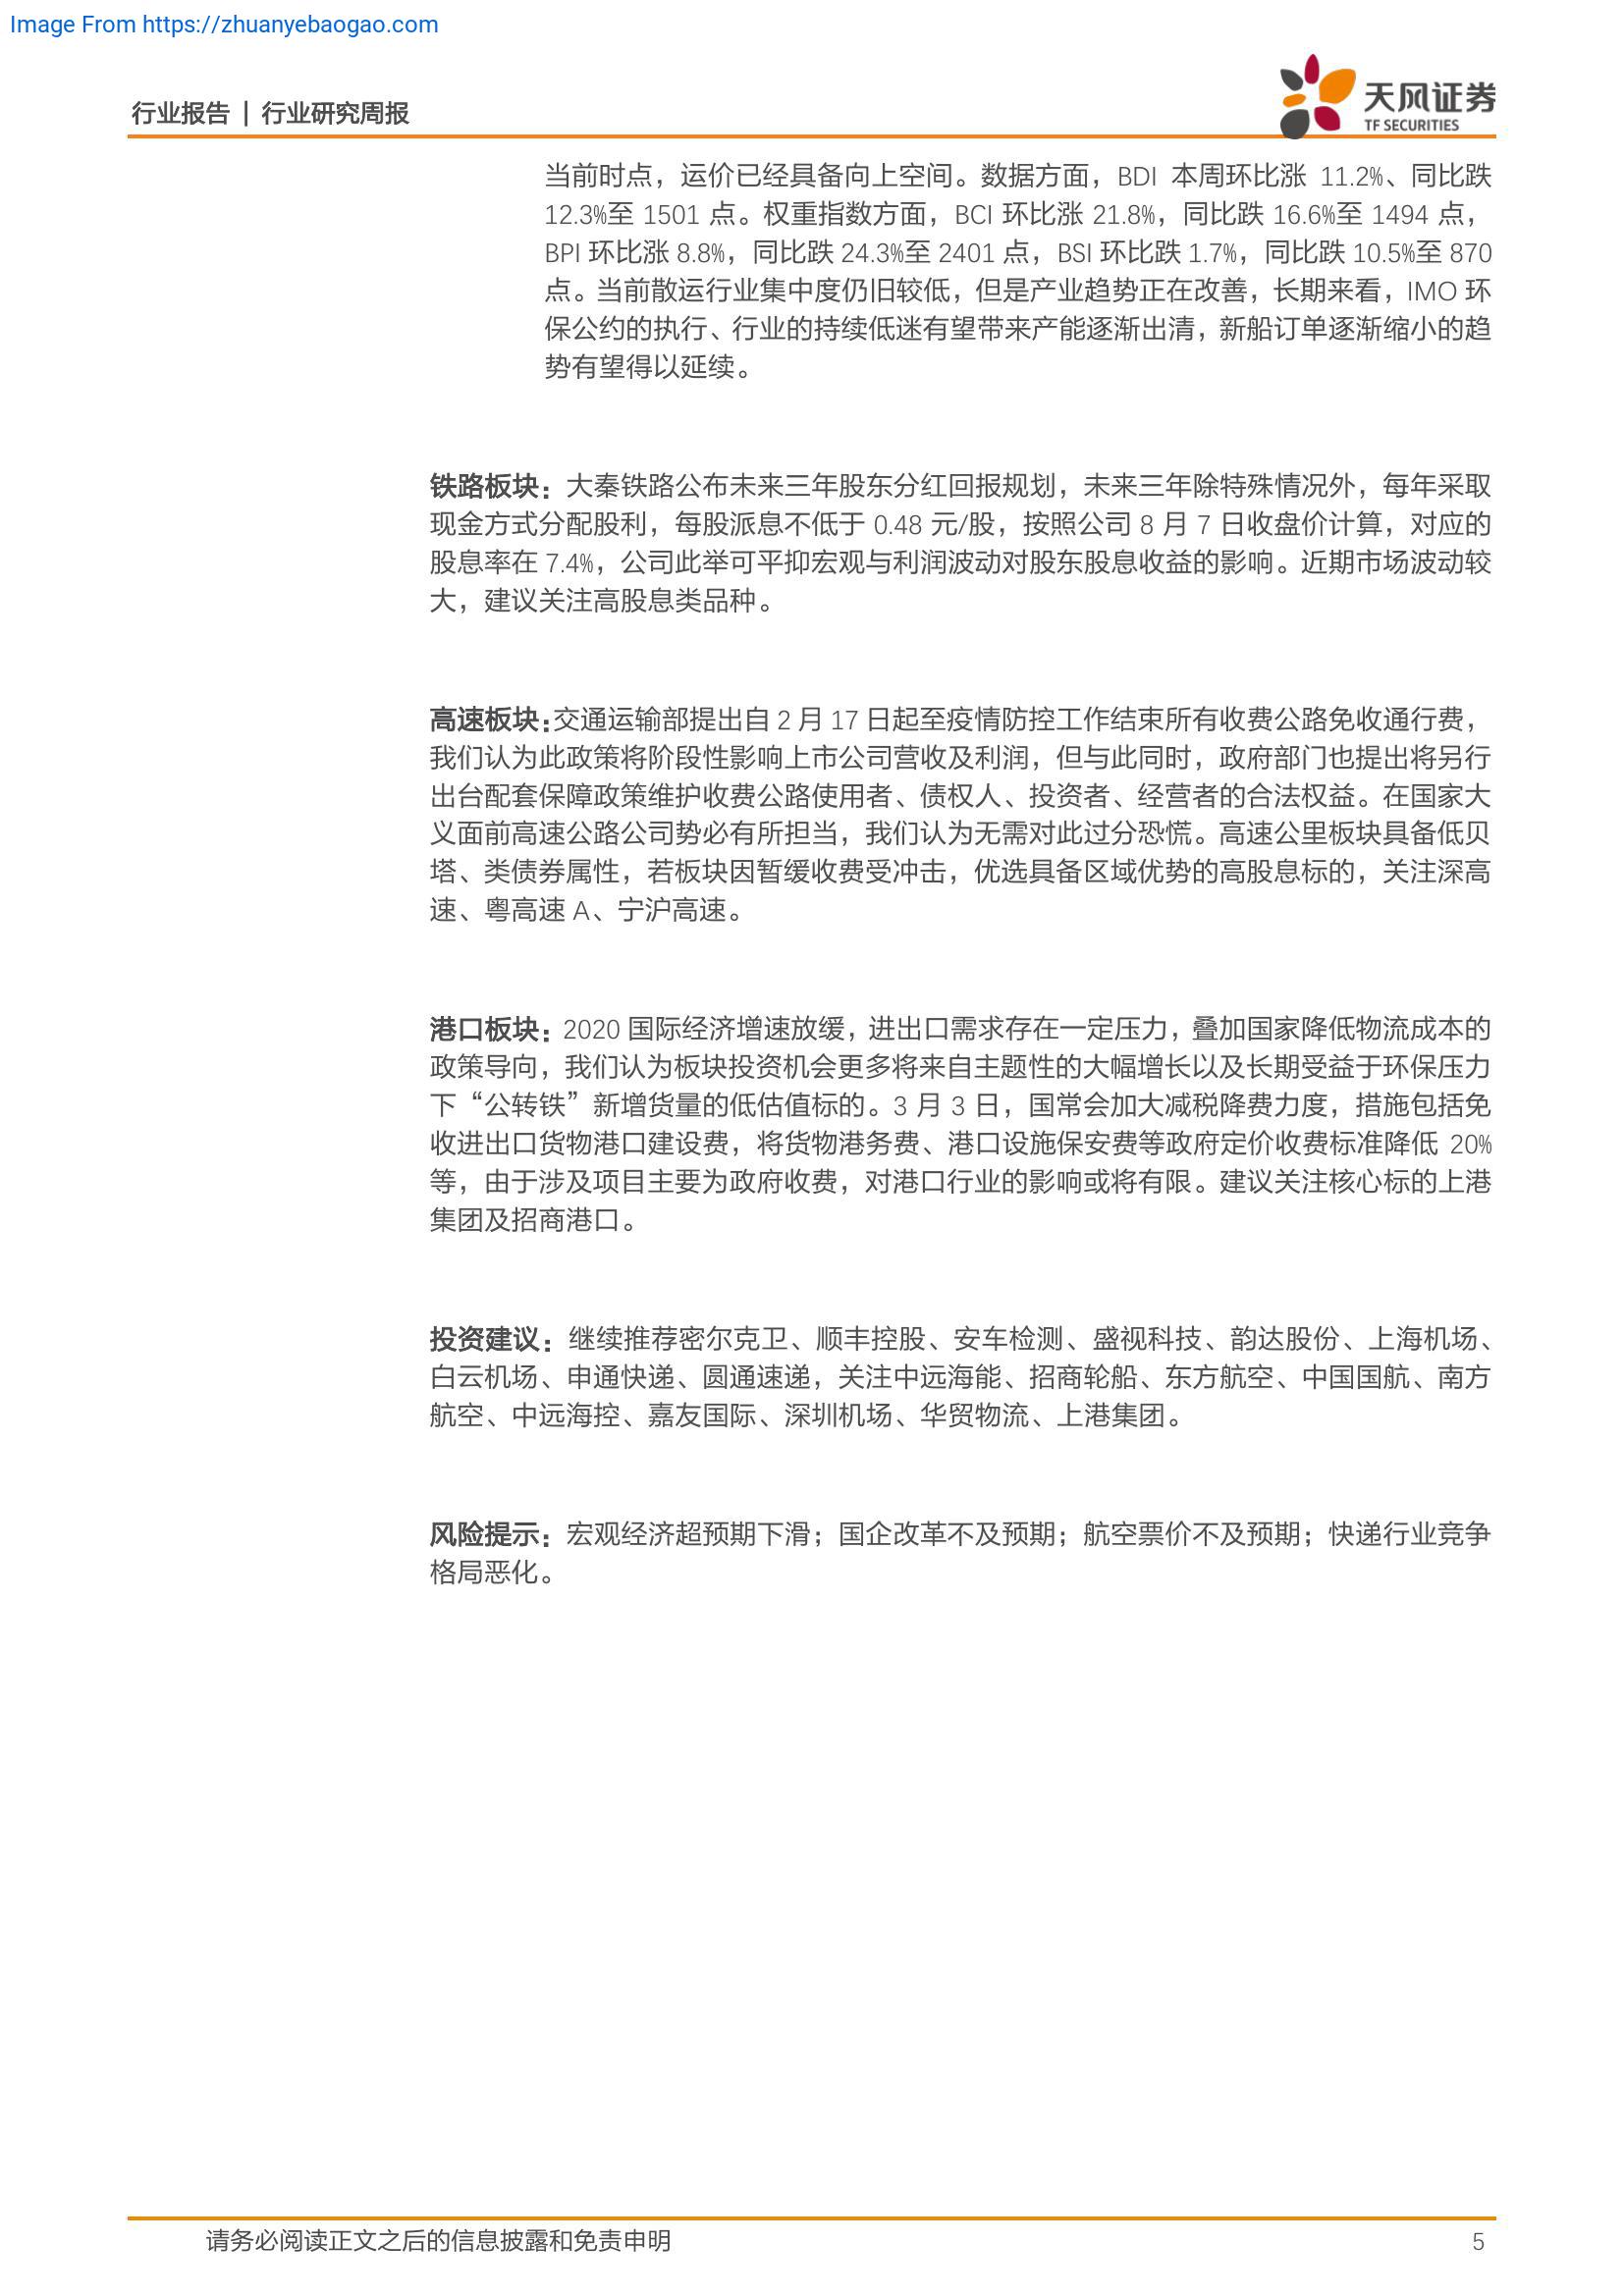 Image From https://zhuanyebaogao.com
行业报告 | 行业研究周报
天风证券
TF SECURITIES
当前时点，运价已经具备向上空间。数据方面，BDI 本周环比涨 11.2%、同比跌
12.3%至 1501 点。权重指数方面，BCI 环比涨 21.8%，同比跌 16.6%至 1494 点，
BPI 环比涨 8.8%，同比跌 24.3%至 2401 点，BSI 环比跌 1.7%，同比跌 10.5%至 870
点。当前散运行业集中度仍旧较低，但是产业趋势正在改善，长期来看，IMO 环
保公约的执行、行业的持续低迷有望带来产能逐渐出清，新船订单逐渐缩小的趋
势有望得以延续。
铁路板块：大秦铁路公布未来三年股东分红回报规划，未来三年除特殊情况外，每年采取
现金方式分配股利，每股派息不低于 0.48 元/股，按照公司 8 月 7 日收盘价计算，对应的
股息率在 7.4%，公司此举可平抑宏观与利润波动对股东股息收益的影响。近期市场波动较
大，建议关注高股息类品种。
高速板块：交通运输部提出自 2 月 17 日起至疫情防控工作结束所有收费公路免收通行费，
我们认为此政策将阶段性影响上市公司营收及利润，但与此同时，政府部门也提出将另行
出台配套保障政策维护收费公路使用者、债权人、投资者、经营者的合法权益。在国家大
义面前高速公路公司势必有所担当，我们认为无需对此过分恐慌。高速公里板块具备低贝
塔、类债券属性，若板块因暂缓收费受冲击，优选具备区域优势的高股息标的，关注深高
速、粤高速 A、宁沪高速。
港口板块：2020 国际经济增速放缓，进出口需求存在一定压力，叠加国家降低物流成本的
政策导向，我们认为板块投资机会更多将来自主题性的大幅增长以及长期受益于环保压力
下“公转铁”新增货量的低估值标的。3 月 3 日，国常会加大减税降费力度，措施包括免
收进出口货物港口建设费，将货物港务费、港口设施保安费等政府定价收费标准降低 20%
等，由于涉及项目主要为政府收费，对港口行业的影响或将有限。建议关注核心标的上港
集团及招商港口。
投资建议：继续推荐密尔克卫、顺丰控股、安车检测、盛视科技、韵达股份、上海机场、
白云机场、申通快递、圆通速递，关注中远海能、招商轮船、东方航空、中国国航、南方
航空、中远海控、嘉友国际、深圳机场、华贸物流、上港集团。
风险提示：宏观经济超预期下滑；国企改革不及预期；航空票价不及预期；快递行业竞争
格局恶化。
请务必阅读正文之后的信息披露和免责申明
5